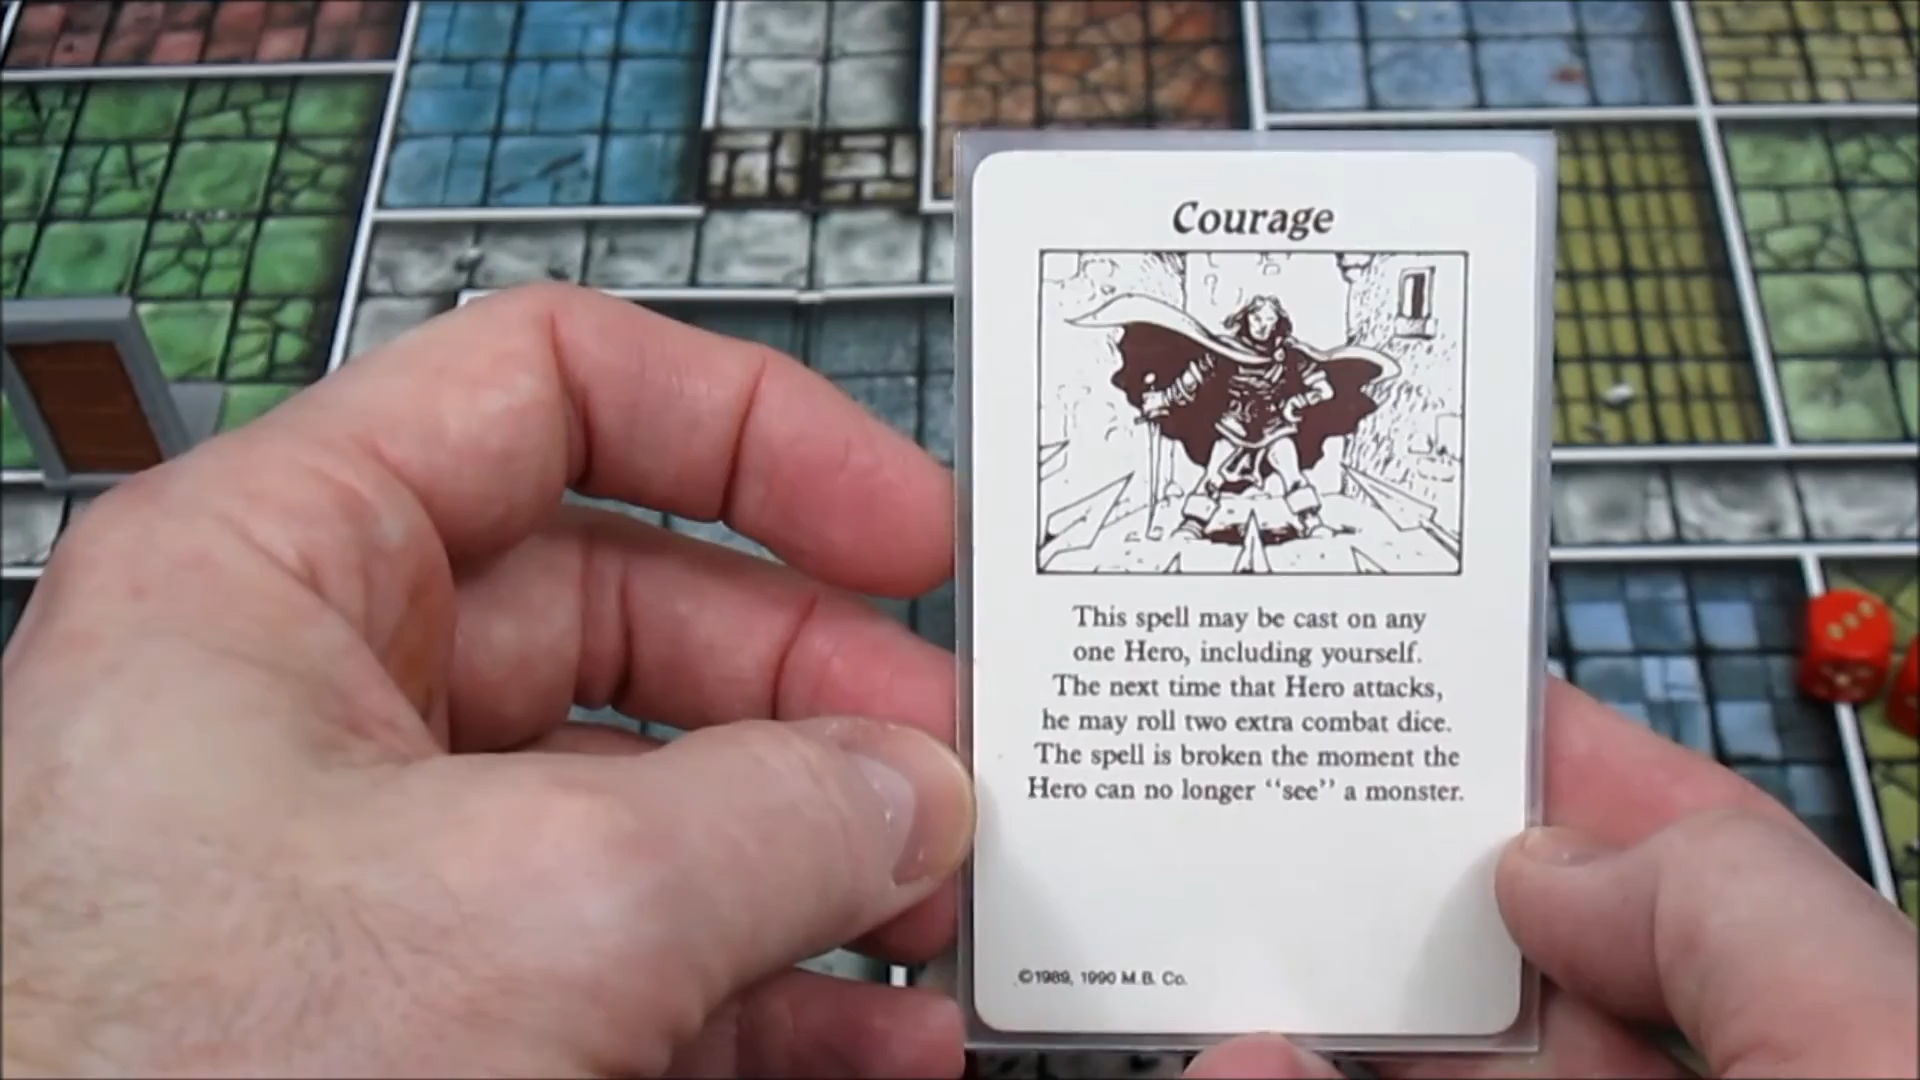 Courage
This spell may be cast on any
one Hero, including yourself.
The next time that Hero attacks,
he may roll two extra combat dice.
The spell is broken the moment the
Hero can no longer “see” a monster.
©1989, 1990 M.B. Co.